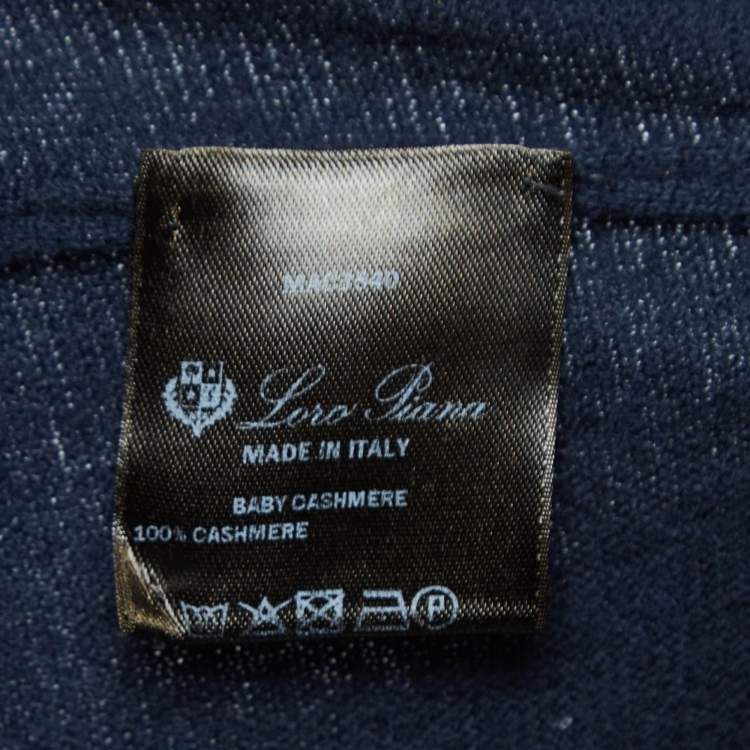 Loro Piana
MADE IN ITALY
BABY CASHMERE
100% CASHMERE
P